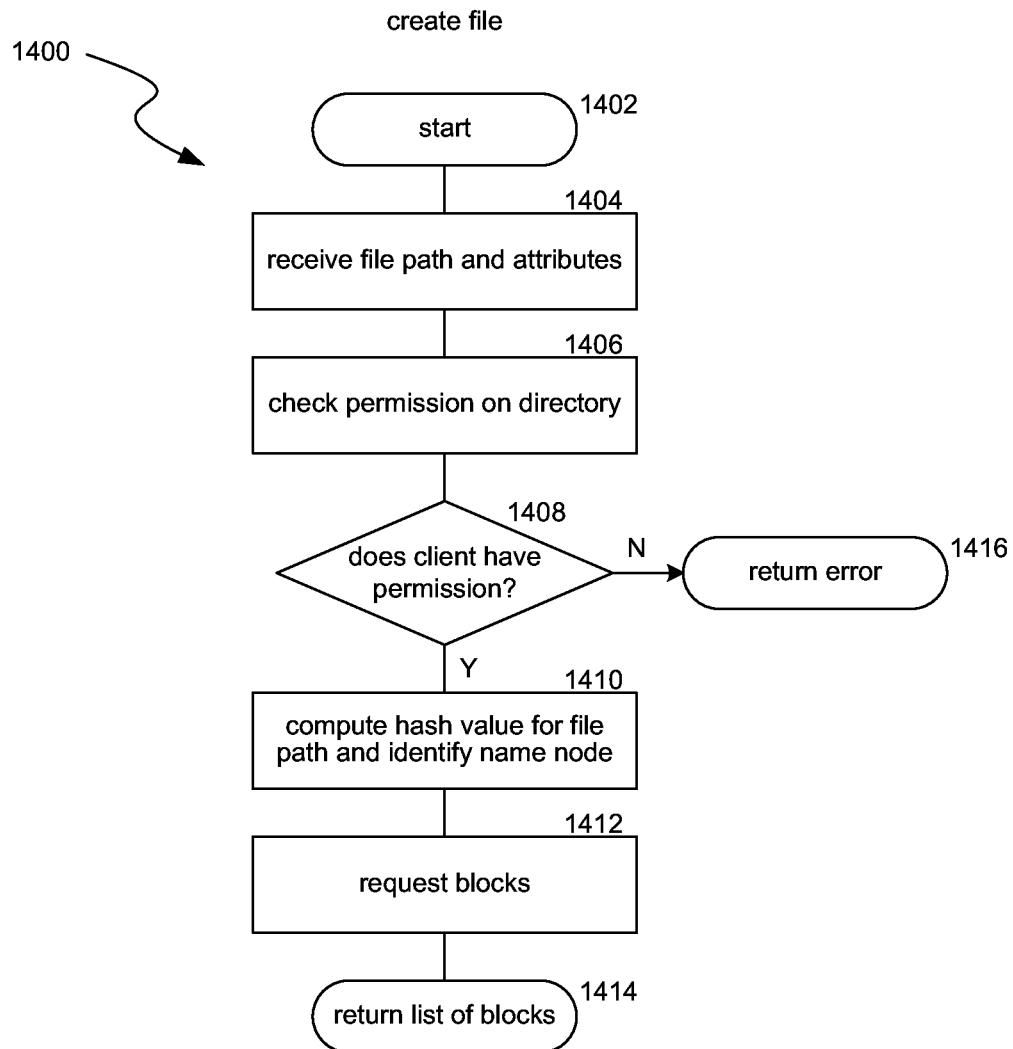 create file
1400
1402
start
1404
receive file path and attributes
1406
check permission on directory
1408
does client have
permission?
N
1416
return error
Y
1410
compute hash value for file
path and identify name node
1412
request blocks
1414
return list of blocks